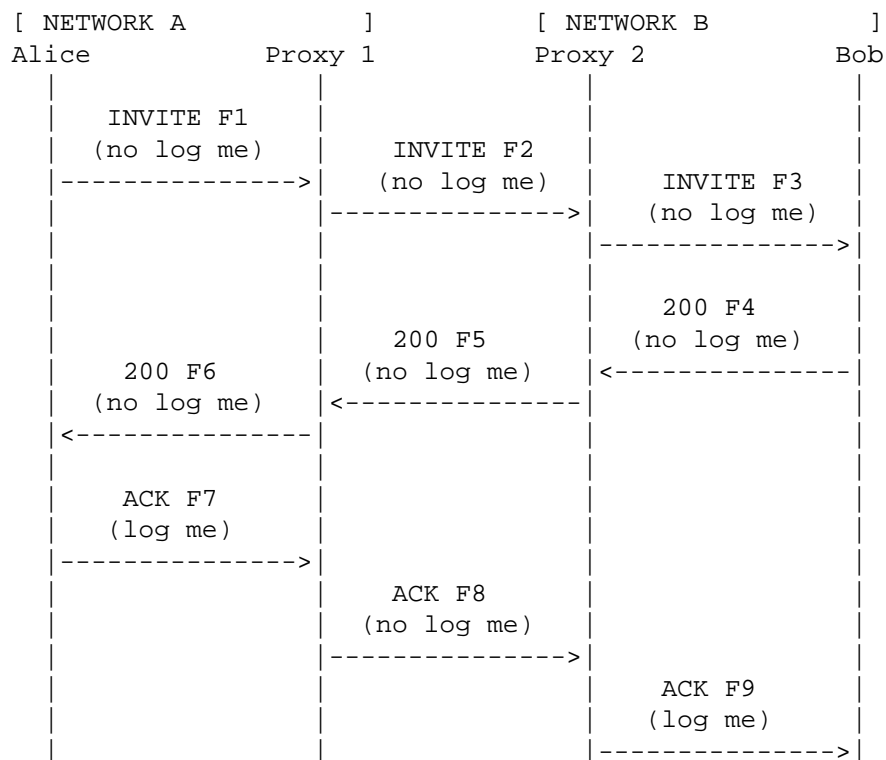 [ NETWORK A ] [ NETWORK B ]
Alice Proxy 1 Proxy 2 Bob
INVITE F1
(no log me) INVITE F2
(no log me) INVITE F3
(no log me)
200 F4
200 F5 (no log me)
200 F6 (no log me)
(no log me)
ACK F7
(log me)
ACK F8
(no log me)
ACK F9
(log me)